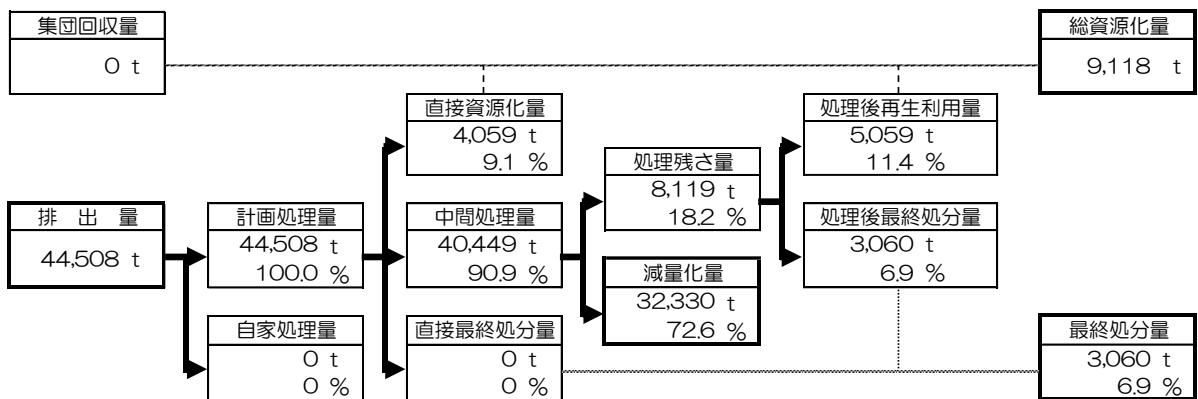 集団回収量
0 t
総資源化量
9,118 t
直接資源化量
4,059 t
9.1 %
処理後再生利用量
5,059 t
11.4 %
処理残さ量
8,119 t
18.2 %
排 出 量
44,508 t
計画処理量
44,508 t
100.0 %
中間処理量
40,449 t
90.9 %
処理後最終処分量
3,060 t
6.9 %
減量化量
32,330 t
72.6 %
自家処理量
0 t
0 %
直接最終処分量
0 t
0 %
最終処分量
3,060 t
6.9 %